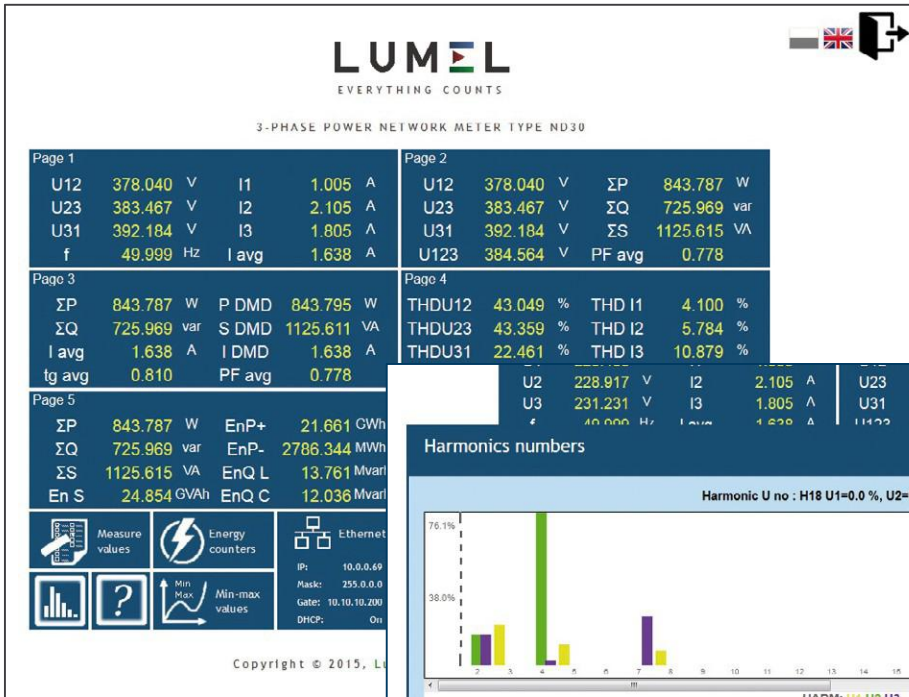 LUMEL
EVERYTHING COUNTS
3-PHASE POWER NETWORK METER TYPE ND30
Page 1
U12 378.040 V I1 1.005 A
U23 383.467 V I2 2.105 A
U31 392.184 V I3 1.805 A
f 49.999 Hz I avg 1.638 A
Page 2
U12 378.040 V ΣP 843.787 W
U23 383.467 V ΣQ 725.969 var
U31 392.184 V ΣS 1125.615 VA
U123 384.564 V PF avg 0.778
Page 3
ΣP 843.787 W P DMD 843.795 W
ΣQ 725.969 var S DMD 1125.611 VA
I avg 1.638 A I DMD 1.638 A
tg avg 0.810 PF avg 0.778
Page 4
THDU12 43.049 % THD I1 4.100 %
THDU23 43.359 % THD I2 5.784 %
THDU31 22.461 % THD I3 10.879 %
Page 5
ΣP 843.787 W EnP+ 21.661 GWh
ΣQ 725.969 var EnP- 2786.344 MWh
ΣS 1125.615 VA EnQ L 13.761 Mvarl
En S 24.854 GVAh EnQ C 12.036 Mvarl
U2 228.917 V I2 2.105 A U23
U3 231.231 V I3 1.805 A U31
Harmonics numbers
Harmonic U no : H18 U1=0.0 %, U2=
76.1%
38.0%
2 3 4 5 6 7 8 9 10 11 12 13 14 15
Measure
values
Energy
counters
Ethernet
IP: 10.0.0.69
Mask: 255.0.0.0
Gate: 10.10.10.200
DHCP: On
?
Min
Max
Min-max
values
Copyright © 2015, Lu